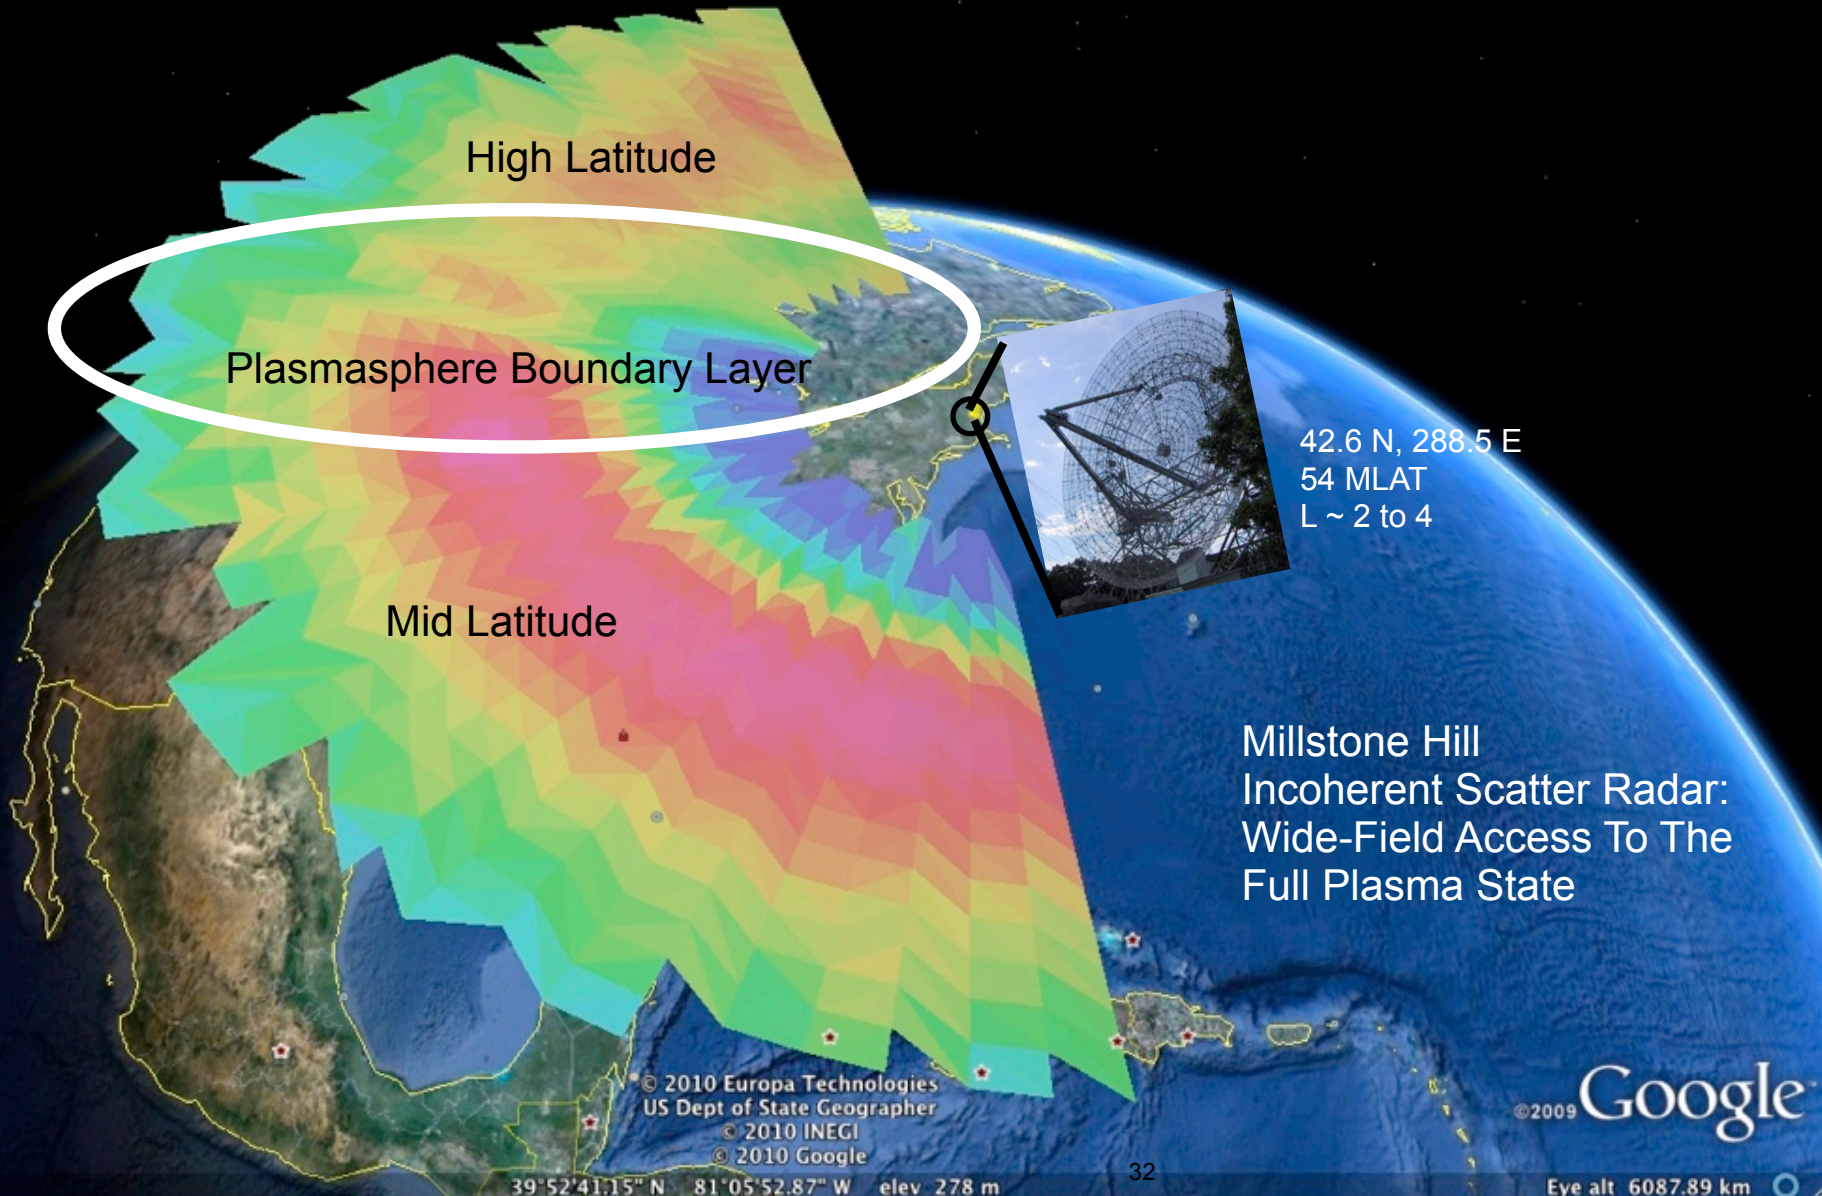 High Latitude
Plasmasphere Boundary Layer
42.6 N, 288.5 E
54 MLAT
L ~ 2 to 4
Mid Latitude
Millstone Hill
Incoherent Scatter Radar:
Wide-Field Access To The
Full Plasma State
© 2010 Europa Technologies
US Dept of State Geographer
© 2010 INEGI
© 2010 Google
©2009 Google
32
39°52'41.15" N 81°05'52.87" W elev 278 m
Eye alt 6087.89 km